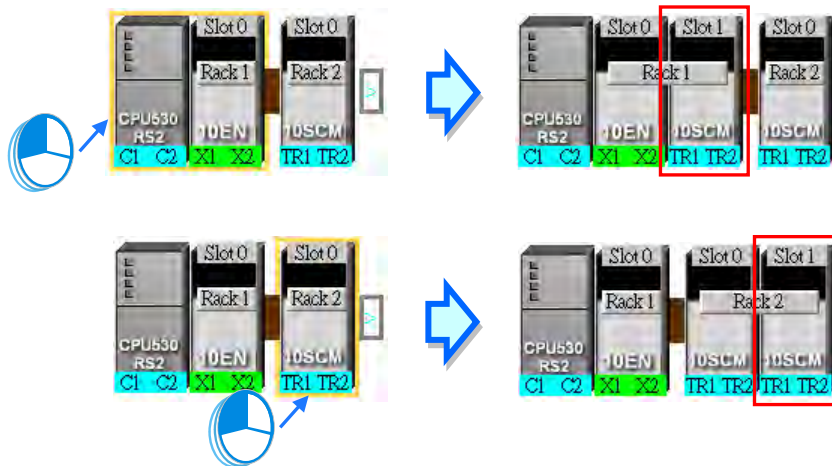 Slot 0 Slot 0
Rack 1 Rack 2
CPU530
RS2 10EN 10SCM
C1 C2 X1 X2 TR1 TR2
Slot 0 Slot 1 Slot 0
Rack 1 Rack 2
CPU530
RS2 10EN 10SCM 10SCM
C1 C2 X1 X2 TR1 TR2 TR1 TR2
Slot 0 Slot 0
Rack 1 Rack 2
CPU530
RS2 10EN 10SCM
C1 C2 X1 X2 TR1 TR2
Slot 0 Slot 0 Slot 1
Rack 1 Rack 2
CPU530
RS2 10EN 10SCM 10SCM
C1 C2 X1 X2 TR1 TR2 TR1 TR2